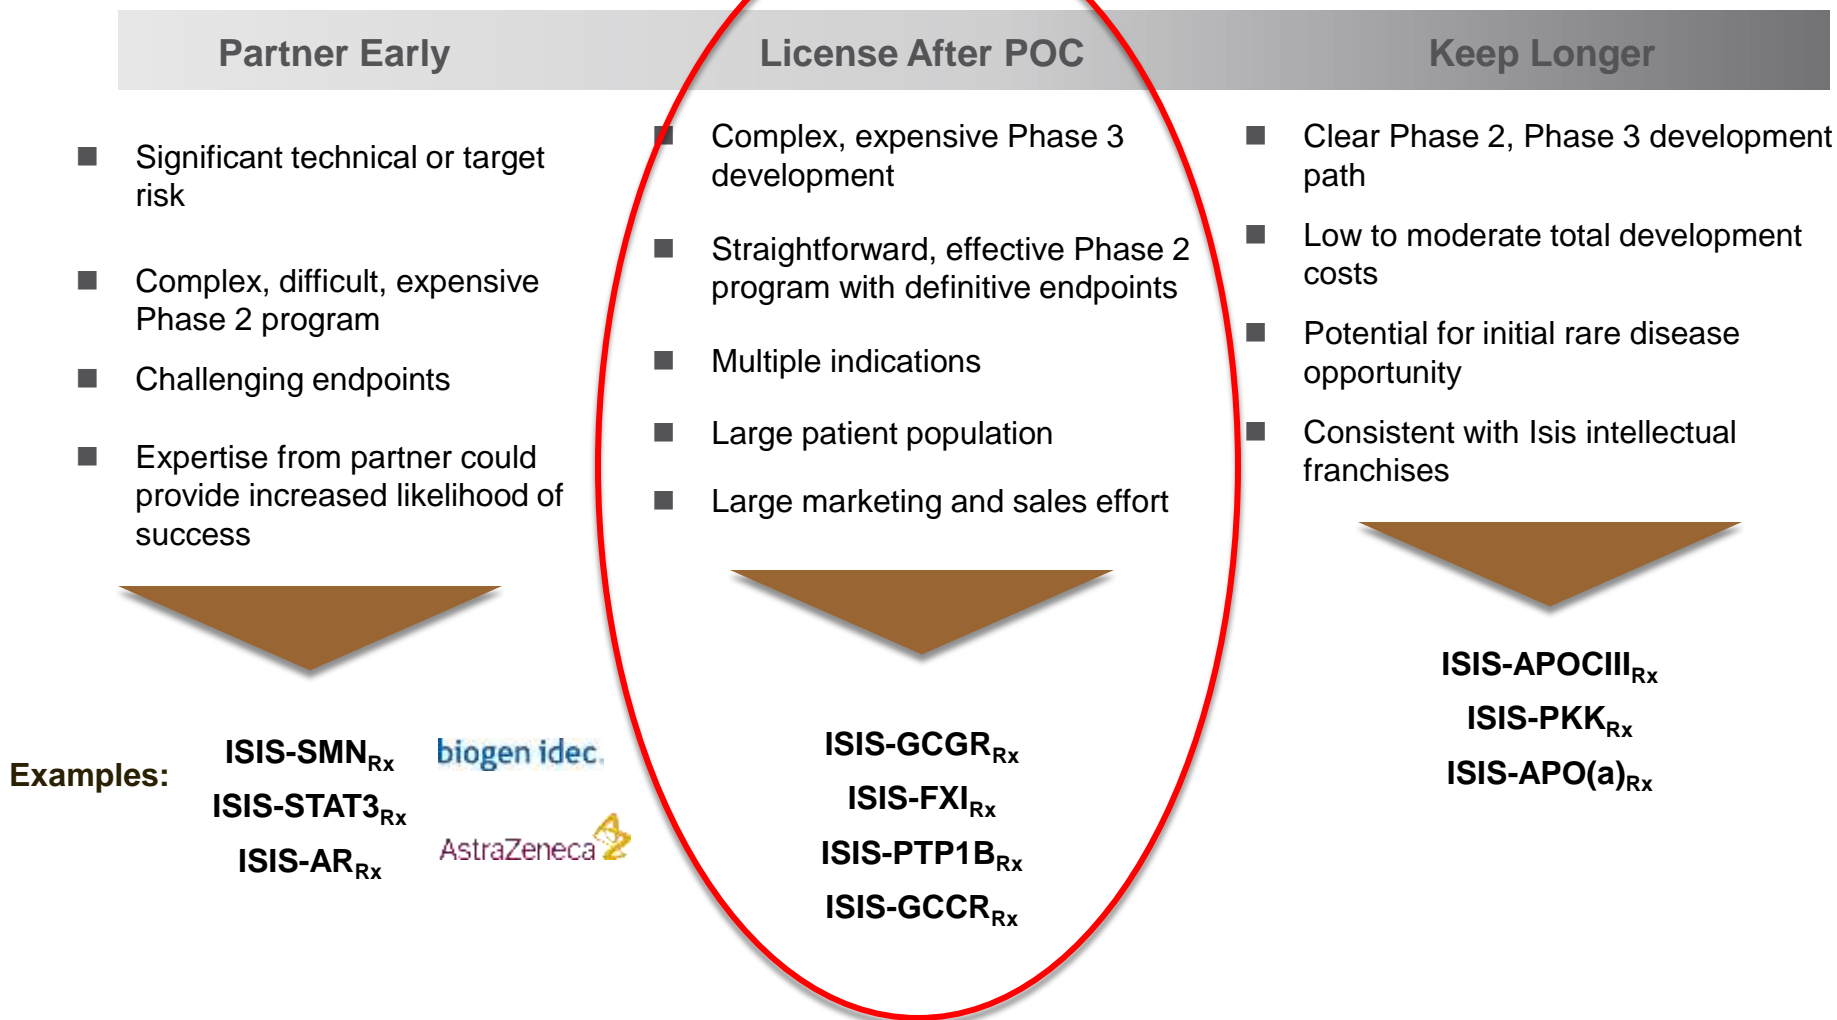 Partner Early
License After POC
Keep Longer
Significant technical or target
risk
Complex, difficult, expensive
Phase 2 program
Challenging endpoints
Expertise from partner could
provide increased likelihood of
success
Complex, expensive Phase 3
development
Straightforward, effective Phase 2
program with definitive endpoints
Multiple indications
Large patient population
Large marketing and sales effort
Clear Phase 2, Phase 3 development
path
Low to moderate total development
costs
Potential for initial rare disease
opportunity
Consistent with Isis intellectual
franchises
Examples:
ISIS-SMNRx
ISIS-STAT3Rx
ISIS-ARRx
biogen idec.
AstraZeneca
ISIS-GCGRRx
ISIS-FXIRx
ISIS-PTP1BRx
ISIS-GCCRRx
ISIS-APOCIIIRx
ISIS-PKKRx
ISIS-APO(a)Rx